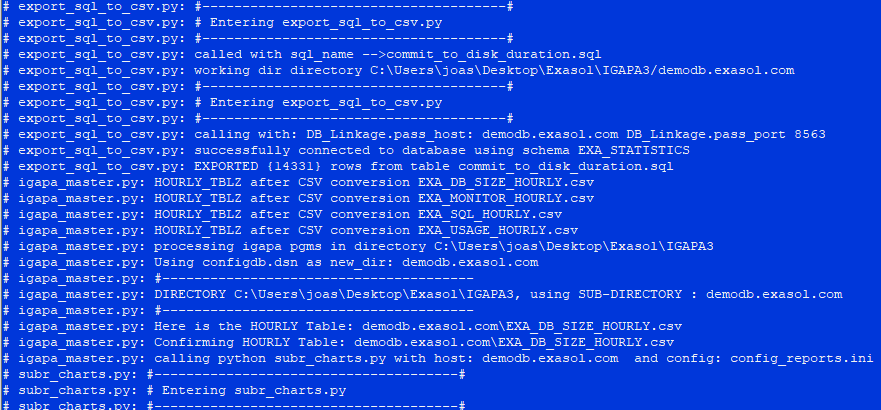 # export_sql_to_csv.py: #--------------------------------------#
# export_sql_to_csv.py: # Entering export_sql_to_csv.py
# export_sql_to_csv.py: #--------------------------------------#
# export_sql_to_csv.py: called with sql_name -->commit_to_disk_duration.sql
# export_sql_to_csv.py: working dir directory C:\Users\joas\Desktop\Exasol\IGAPA3/demodb.exasol.com
# export_sql_to_csv.py: #--------------------------------------#
# export_sql_to_csv.py: # Entering export_sql_to_csv.py
# export_sql_to_csv.py: #--------------------------------------#
# export_sql_to_csv.py: calling with: DB_Linkage.pass_host: demodb.exasol.com DB_Linkage.pass_port 8563
# export_sql_to_csv.py: successfully connected to database using schema EXA_STATISTICS
# export_sql_to_csv.py: EXPORTED {14331} rows from table commit_to_disk_duration.sql
# igapa_master.py: HOURLY_TBLZ after CSV conversion EXA_DB_SIZE_HOURLY.csv
# igapa_master.py: HOURLY_TBLZ after CSV conversion EXA_MONITOR_HOURLY.csv
# igapa_master.py: HOURLY_TBLZ after CSV conversion EXA_SQL_HOURLY.csv
# igapa_master.py: HOURLY_TBLZ after CSV conversion EXA_USAGE_HOURLY.csv
# igapa_master.py: processing igapa pgms in directory C:\Users\joas\Desktop\Exasol\IGAPA3
# igapa_master.py: Using configdb.dsn as new_dir: demodb.exasol.com
# igapa_master.py: #---------------------------------------
# igapa_master.py: DIRECTORY C:\Users\joas\Desktop\Exasol\IGAPA3, using SUB-DIRECTORY : demodb.exasol.com
# igapa_master.py: #---------------------------------------
# igapa_master.py: Here is the HOURLY Table: demodb.exasol.com\EXA_DB_SIZE_HOURLY.csv
# igapa_master.py: Confirming HOURLY Table: demodb.exasol.com\EXA_DB_SIZE_HOURLY.csv
# igapa_master.py: calling python subr_charts.py with host: demodb.exasol.com  and config: config_reports.ini
# subr_charts.py: #--------------------------------------#
# subr_charts.py: # Entering subr_charts.py
# subr_charts.py: #--------------------------------------#